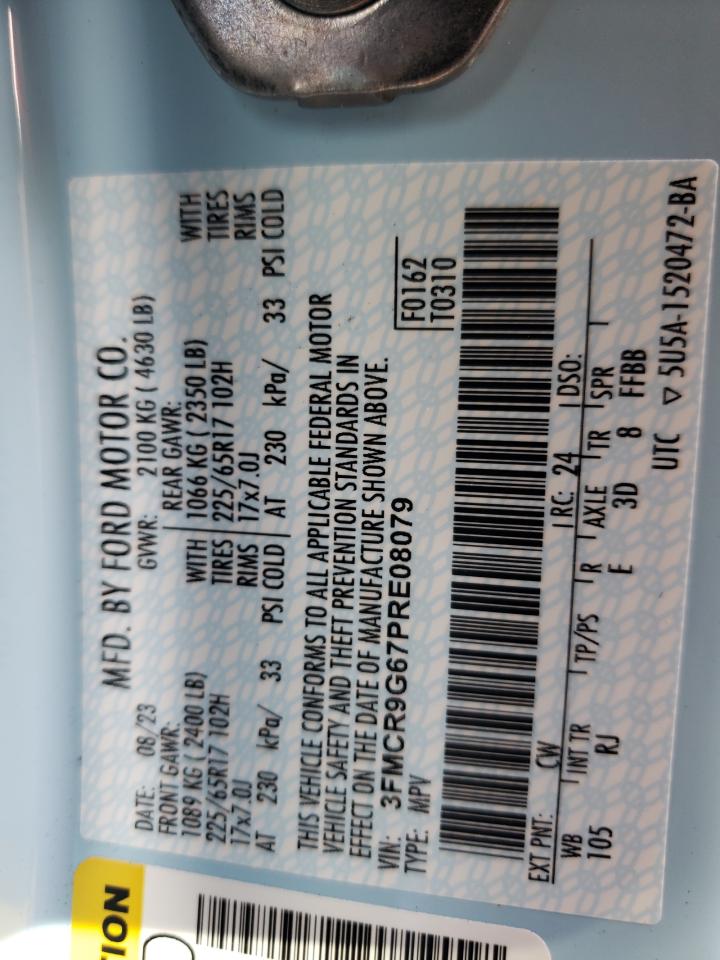 MFD. BY FORD MOTOR CO.
DATE: 08/23 GVWR: 2100 KG ( 4630 LB)
FRONT GAWR: REAR GAWR:
1089 KG ( 2400 LB) WITH 1066 KG ( 2350 LB) WITH
225/65R17 102H TIRES 225/65R17 102H TIRES
17x7.0J RIMS 17x7.0J RIMS
AT 230 kPa/ 33 PSI COLD AT 230 kPa/ 33 PSI COLD
THIS VEHICLE CONFORMS TO ALL APPLICABLE FEDERAL MOTOR
VEHICLE SAFETY AND THEFT PREVENTION STANDARDS IN
EFFECT ON THE DATE OF MANUFACTURE SHOWN ABOVE.
VIN: 3FMCR9G67PRE08079 F0162
TYPE: MPV T0310
EXT PNT: CW RC: 24 DSO:
WB INT TR TP/PS R AXLE TR SPR
105 RJ E 3D 8 FFBB
UTC ▽ 5U5A-1520472-BA
TION